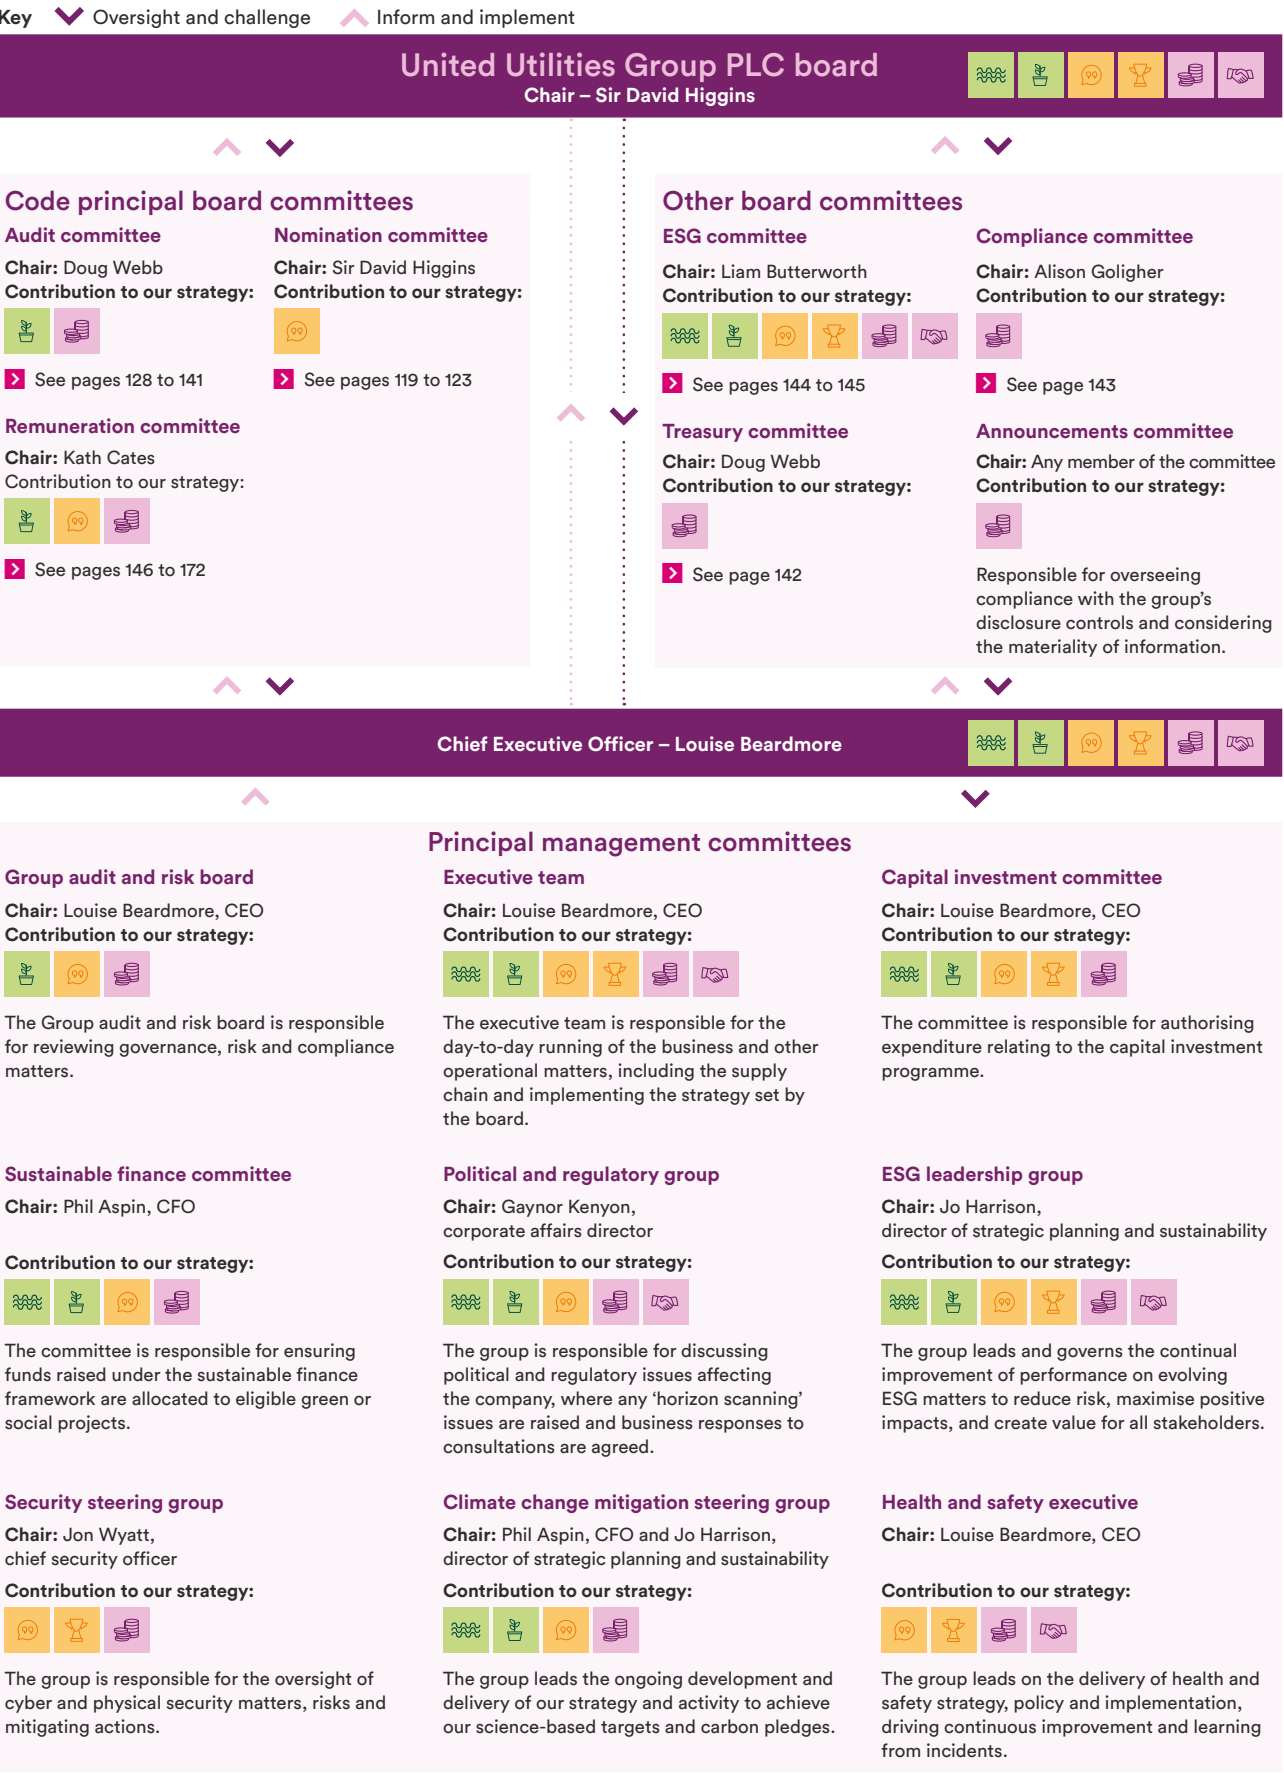 Key Oversight and challenge Inform and implement
United Utilities Group PLC board
Chair – Sir David Higgins
Code principal board committees
Audit committee
Chair: Doug Webb
Contribution to our strategy:
See pages 128 to 141
Nomination committee
Chair: Sir David Higgins
Contribution to our strategy:
See pages 119 to 123
Remuneration committee
Chair: Kath Cates
Contribution to our strategy:
See pages 146 to 172
Other board committees
ESG committee
Chair: Liam Butterworth
Contribution to our strategy:
See pages 144 to 145
Compliance committee
Chair: Alison Goligher
Contribution to our strategy:
See page 143
Treasury committee
Chair: Doug Webb
Contribution to our strategy:
See page 142
Announcements committee
Chair: Any member of the committee
Contribution to our strategy:
Responsible for overseeing
compliance with the group’s
disclosure controls and considering
the materiality of information.
Chief Executive Officer – Louise Beardmore
Principal management committees
Group audit and risk board
Chair: Louise Beardmore, CEO
Contribution to our strategy:
The Group audit and risk board is responsible
for reviewing governance, risk and compliance
matters.
Executive team
Chair: Louise Beardmore, CEO
Contribution to our strategy:
The executive team is responsible for the
day-to-day running of the business and other
operational matters, including the supply
chain and implementing the strategy set by
the board.
Capital investment committee
Chair: Louise Beardmore, CEO
Contribution to our strategy:
The committee is responsible for authorising
expenditure relating to the capital investment
programme.
Sustainable finance committee
Chair: Phil Aspin, CFO
Contribution to our strategy:
The committee is responsible for ensuring
funds raised under the sustainable finance
framework are allocated to eligible green or
social projects.
Political and regulatory group
Chair: Gaynor Kenyon,
corporate affairs director
Contribution to our strategy:
The group is responsible for discussing
political and regulatory issues affecting
the company, where any ‘horizon scanning’
issues are raised and business responses to
consultations are agreed.
ESG leadership group
Chair: Jo Harrison,
director of strategic planning and sustainability
Contribution to our strategy:
The group leads and governs the continual
improvement of performance on evolving
ESG matters to reduce risk, maximise positive
impacts, and create value for all stakeholders.
Security steering group
Chair: Jon Wyatt,
chief security officer
Contribution to our strategy:
The group is responsible for the oversight of
cyber and physical security matters, risks and
mitigating actions.
Climate change mitigation steering group
Chair: Phil Aspin, CFO and Jo Harrison,
director of strategic planning and sustainability
Contribution to our strategy:
The group leads the ongoing development and
delivery of our strategy and activity to achieve
our science-based targets and carbon pledges.
Health and safety executive
Chair: Louise Beardmore, CEO
Contribution to our strategy:
The group leads on the delivery of health and
safety strategy, policy and implementation,
driving continuous improvement and learning
from incidents.